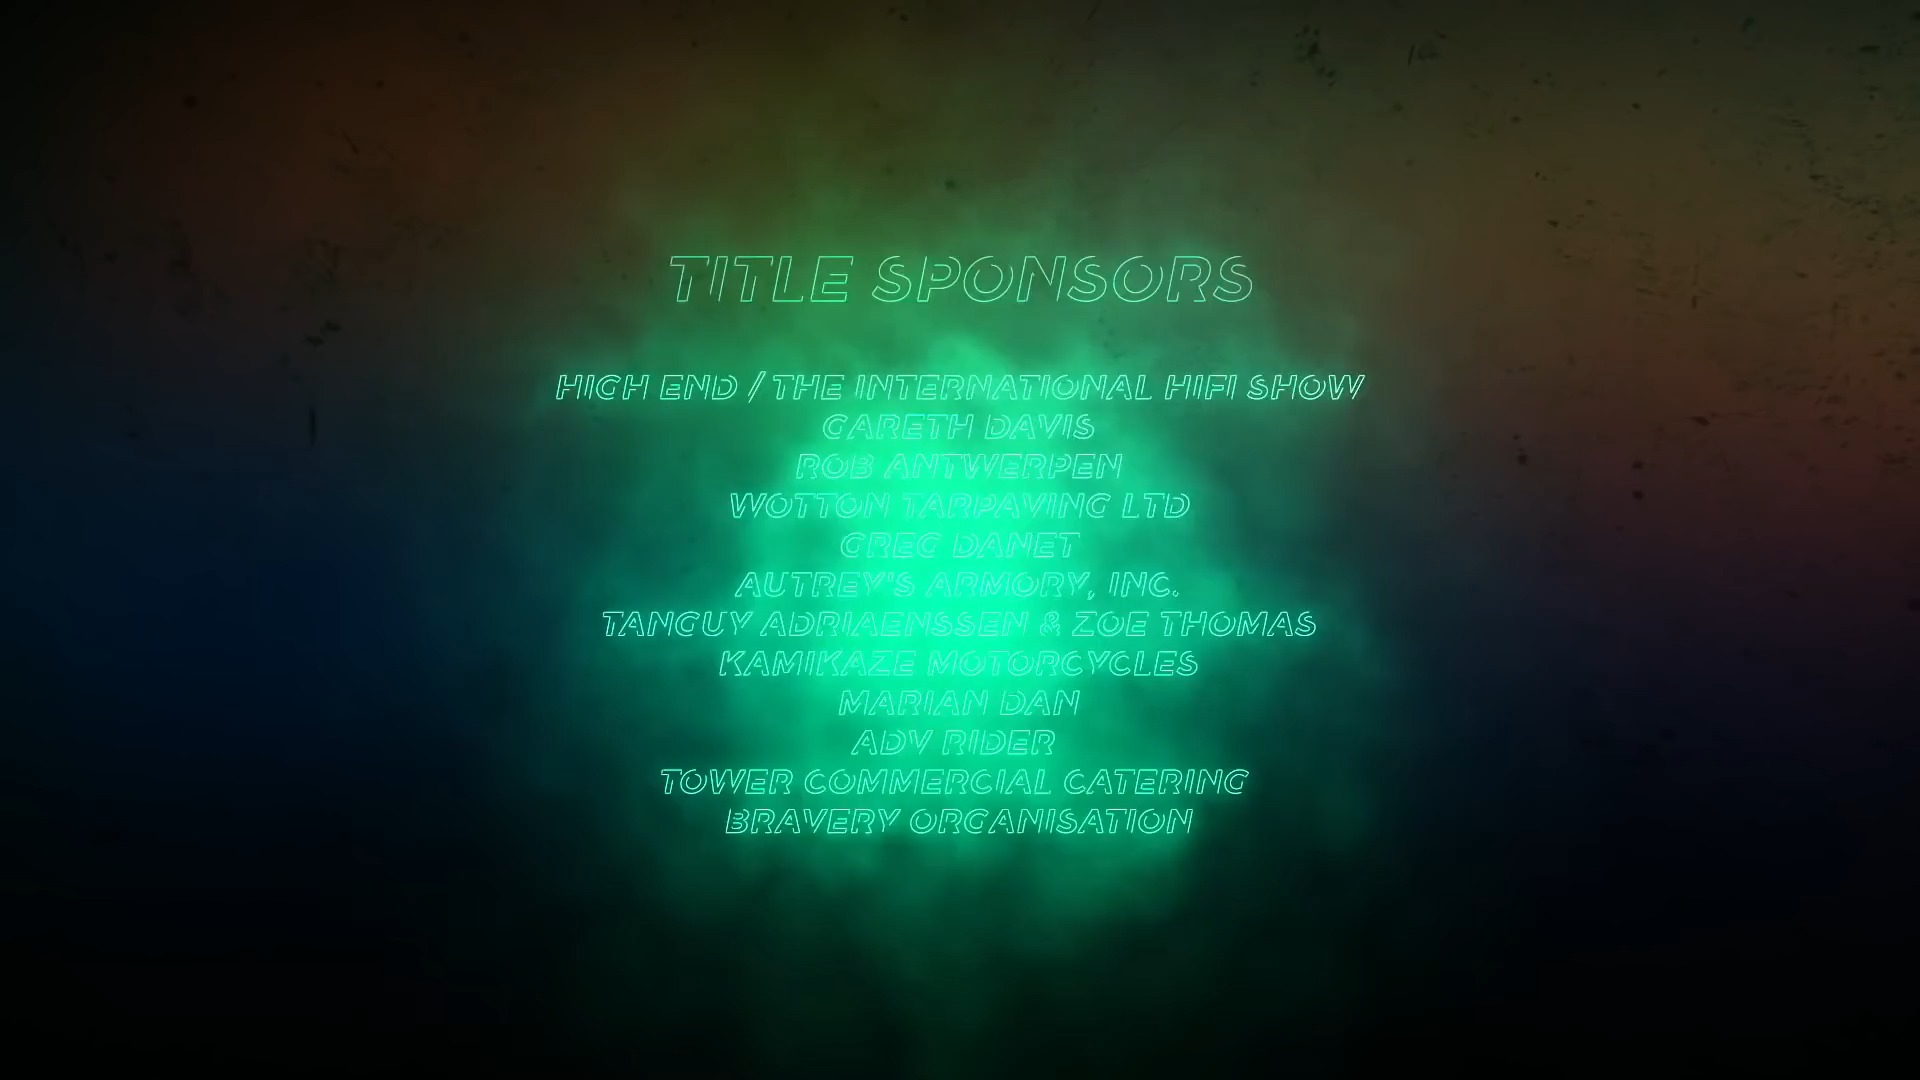 TITLE SPONSORS
HIGH END / THE INTERNATIONAL HIFI SHOW
GARETH DAVIS
ROB ANTWERPEN
WOTTON TARPAVING LTD
GREG DANET
AUTREY'S ARMORY, INC.
TANGUY ADRIAENSSEN & ZOE THOMAS
KAMIKAZE MOTORCYCLES
MARIAN DAN
ADV RIDER
TOWER COMMERCIAL CATERING
BRAVERY ORGANISATION